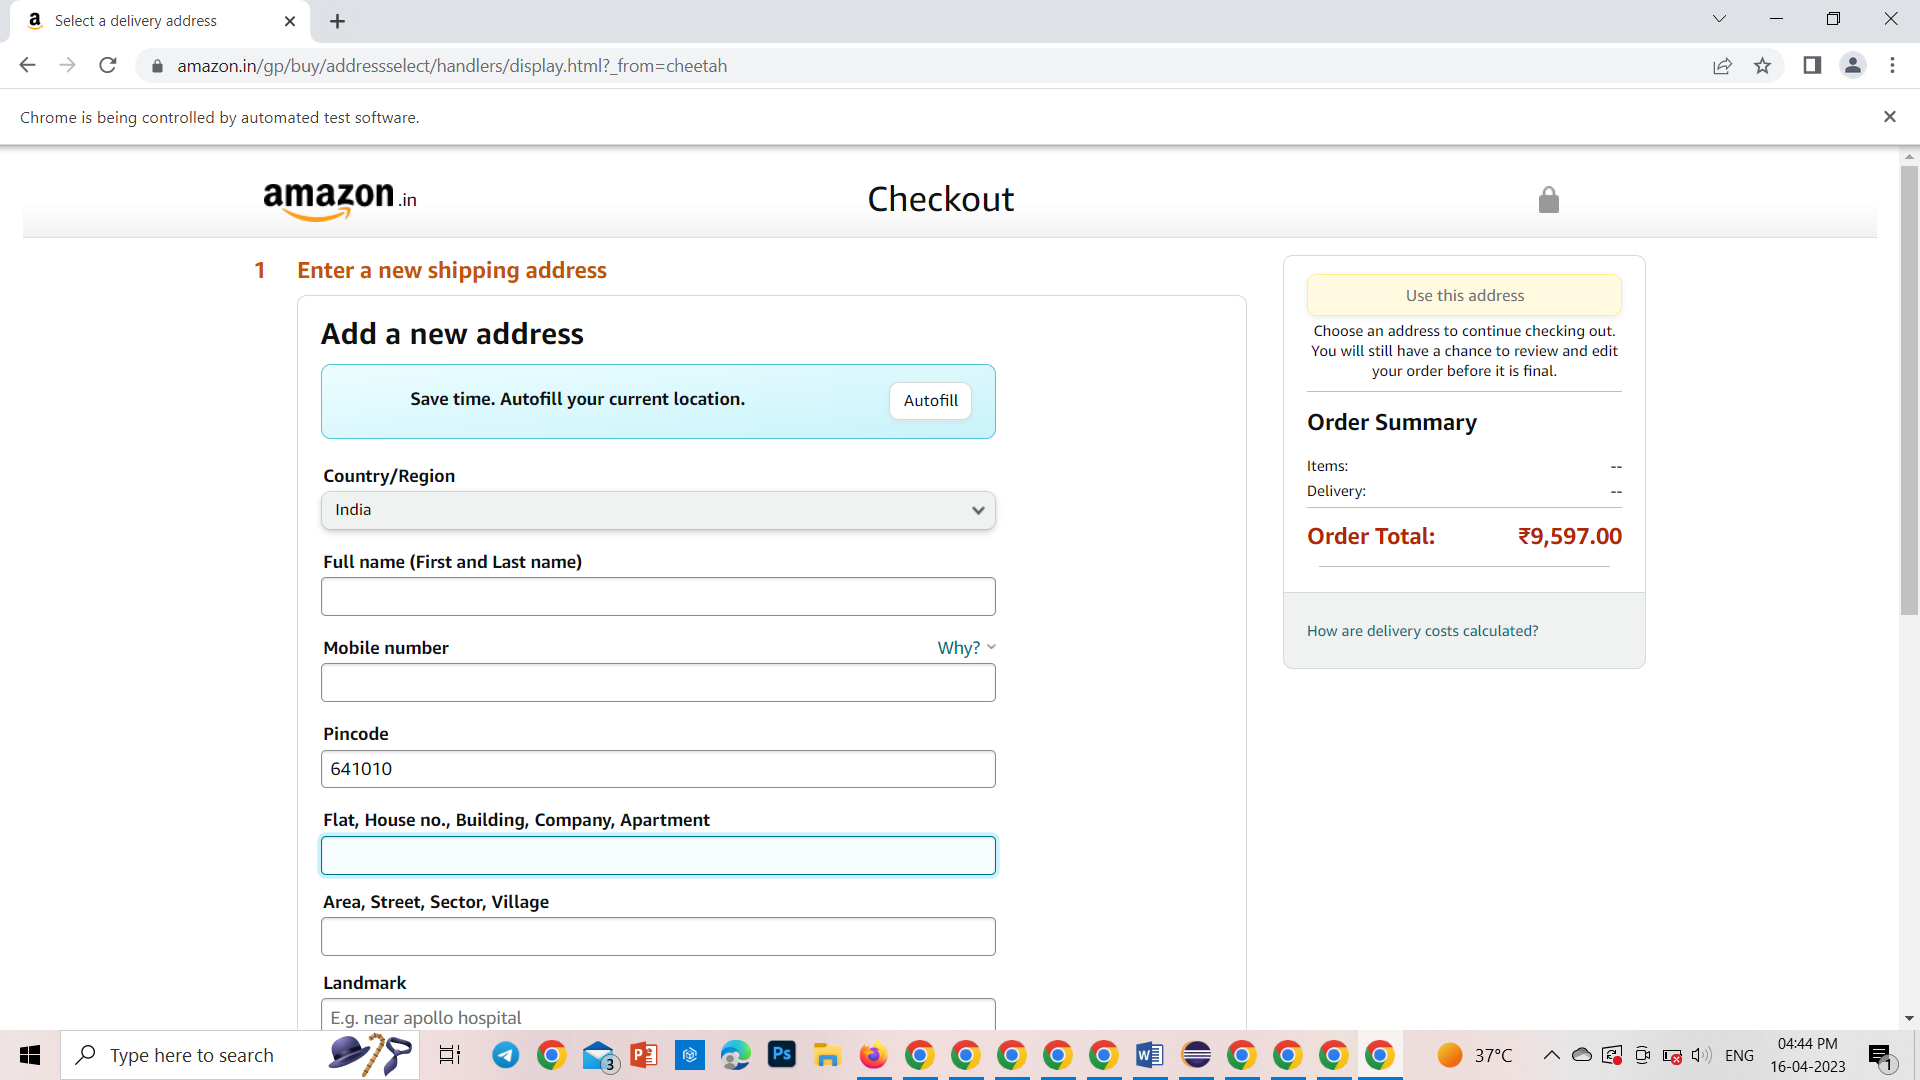 Select a delivery address
amazon.in/gp/buy/addressselect/handlers/display.html?_from=cheetah
Chrome is being controlled by automated test software.
amazon.in
Checkout
1 Enter a new shipping address
Add a new address
Save time. Autofill your current location.
Autofill
Country/Region
India
Full name (First and Last name)
Mobile number
Why?
Pincode
641010
Flat, House no., Building, Company, Apartment
Area, Street, Sector, Village
Landmark
E.g. near apollo hospital
Use this address
Choose an address to continue checking out.
You will still have a chance to review and edit
your order before it is final.
Order Summary
Items: --
Delivery: --
Order Total: ₹9,597.00
How are delivery costs calculated?
Type here to search
3
Ps
37°C
ENG
04:44 PM
16-04-2023
1